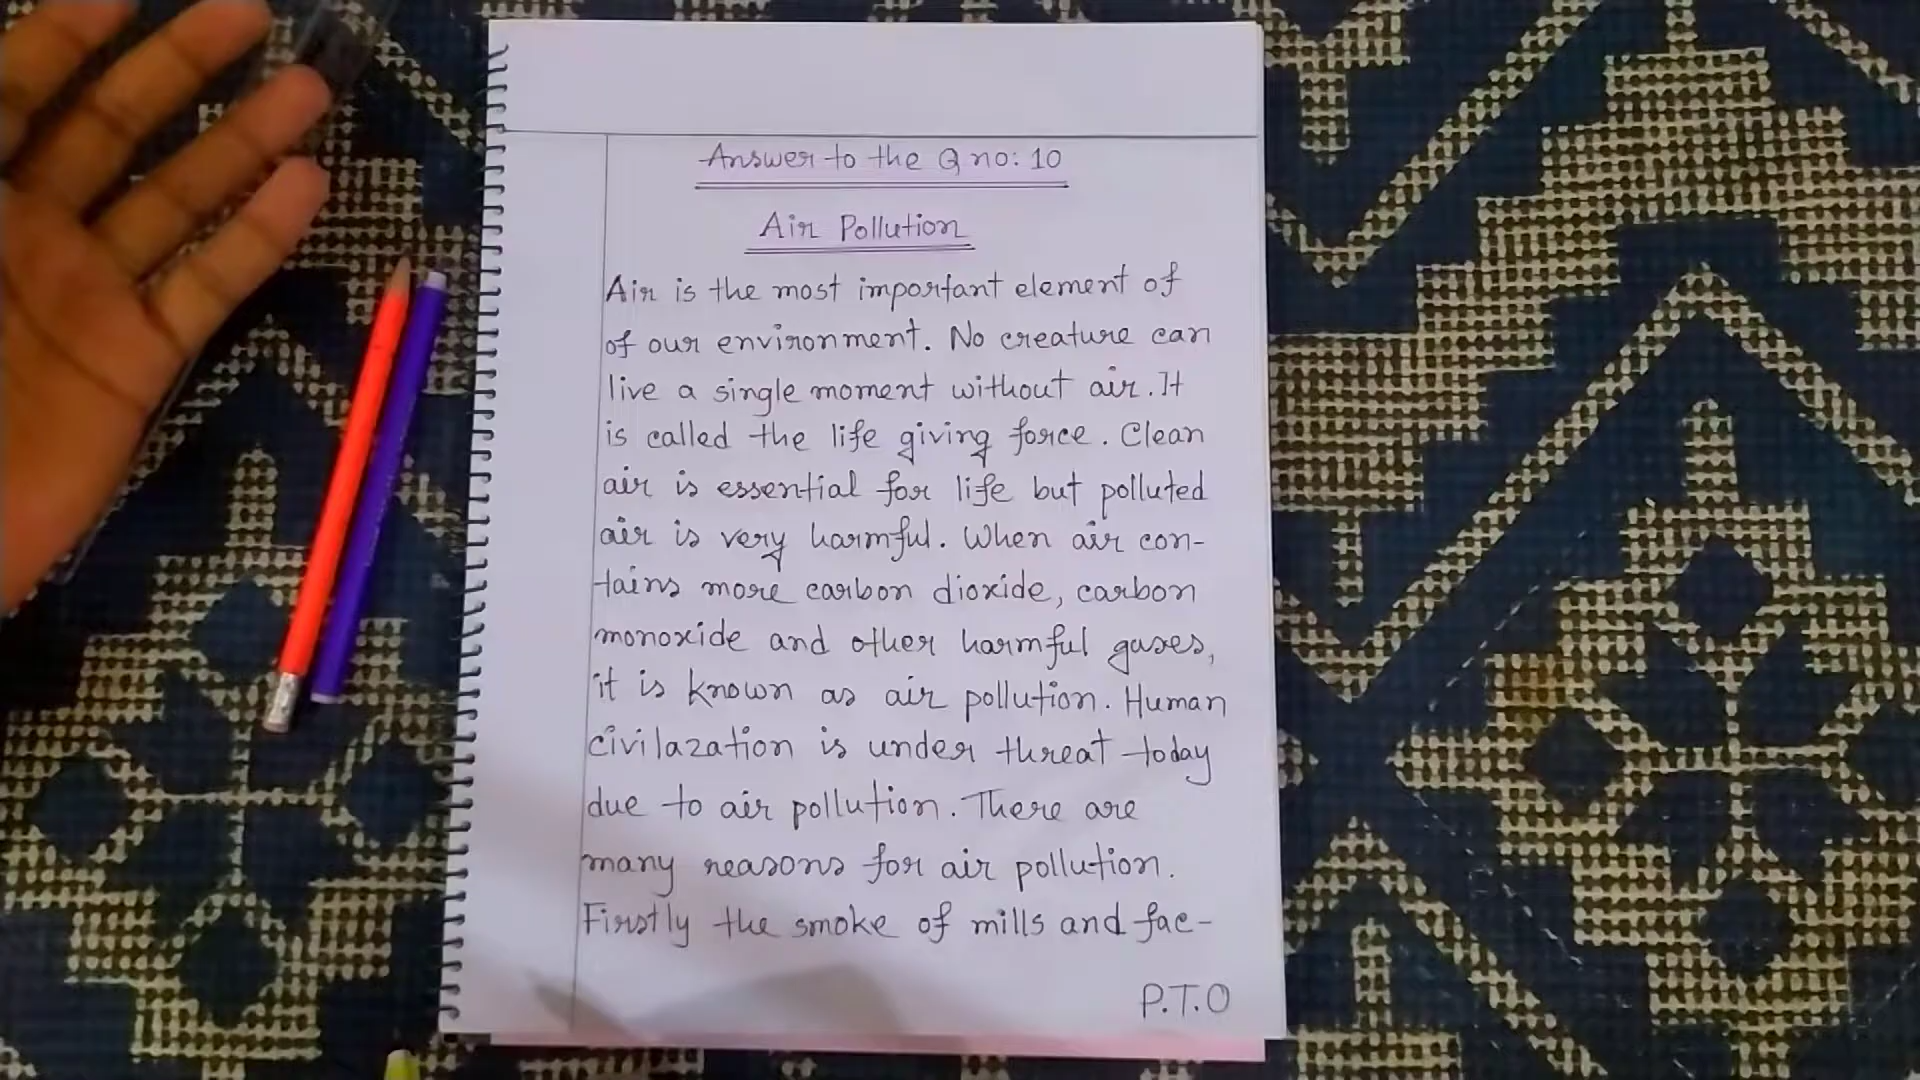 Answer to the Q no: 10
Air Pollution
Air is the most important element of
of our environment. No creature can
live a single moment without air. It
is called the life giving force. Clean
air is essential for life but polluted
air is very harmful. When air con-
tains more carbon dioxide, carbon
monoxide and other harmful gases,
it is known as air pollution. Human
civilazation is under threat today
due to air pollution. There are
many reasons for air pollution.
Firstly the smoke of mills and fac-
P.T.O